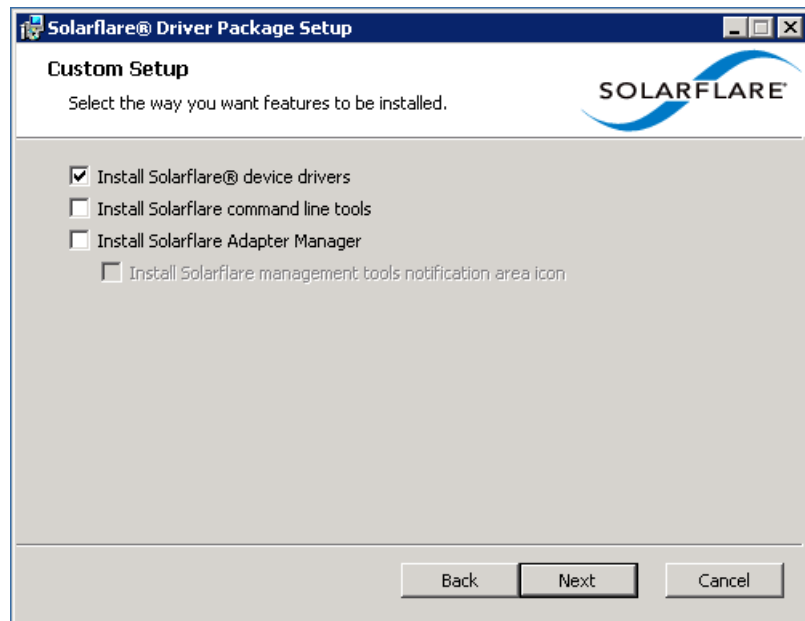 Solarflare® Driver Package Setup
Custom Setup
Select the way you want features to be installed.
SOLARFLARE®
Install Solarflare® device drivers
Install Solarflare command line tools
Install Solarflare Adapter Manager
Install Solarflare management tools notification area icon
Back Next Cancel